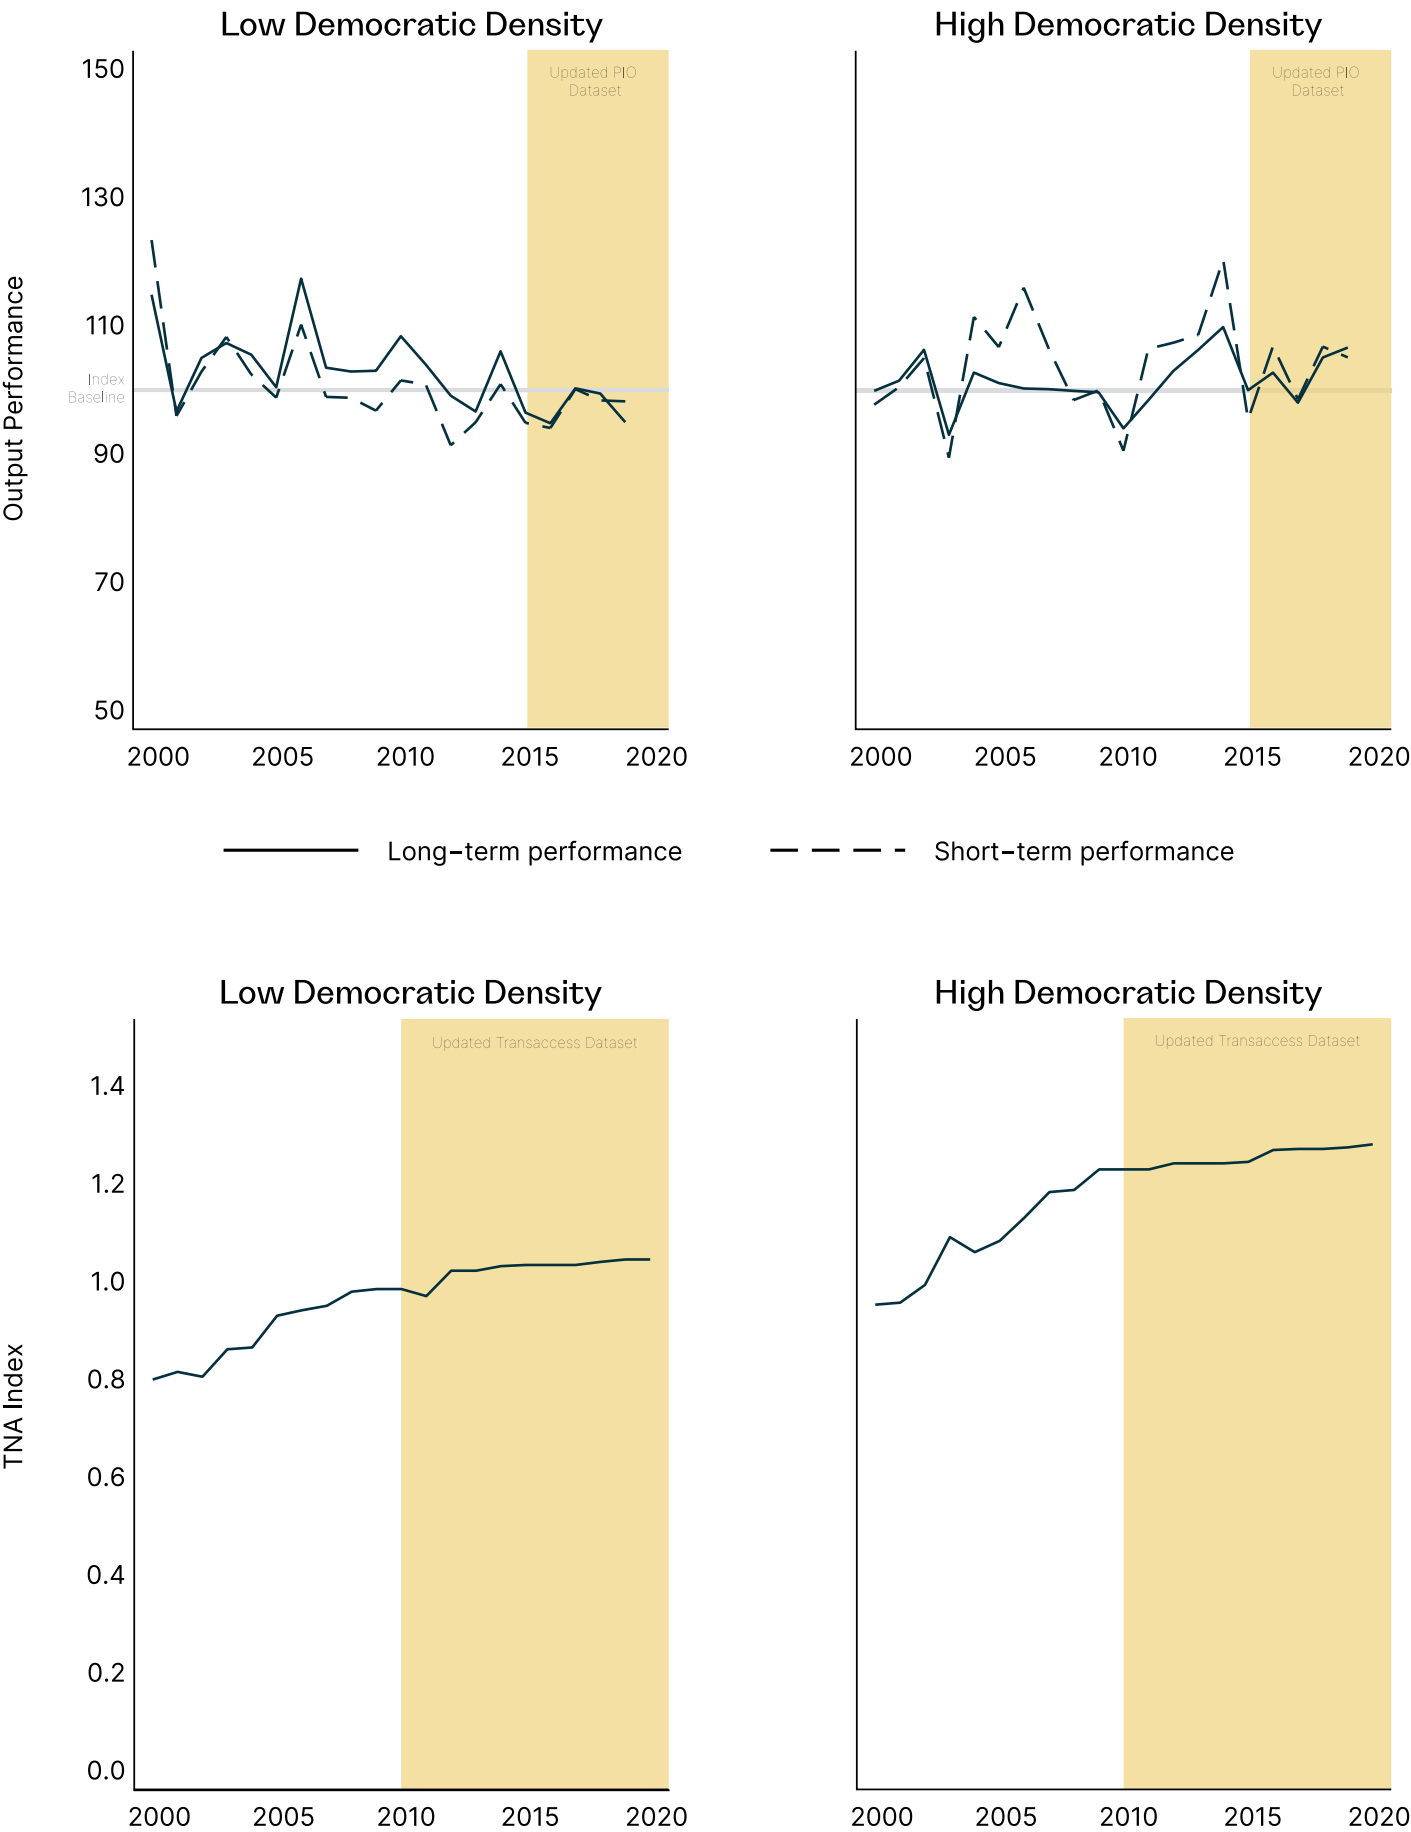 Low Democratic Density
High Democratic Density
Updated PIO
Dataset
Updated PIO
Dataset
150
130
110
Index
Baseline
90
70
50
Output Performance
2000 2005 2010 2015 2020
2000 2005 2010 2015 2020
Long-term performance
Short-term performance
Low Democratic Density
High Democratic Density
Updated Transaccess Dataset
Updated Transaccess Dataset
1.4
1.2
1.0
0.8
0.6
0.4
0.2
0.0
TNA Index
2000 2005 2010 2015 2020
2000 2005 2010 2015 2020